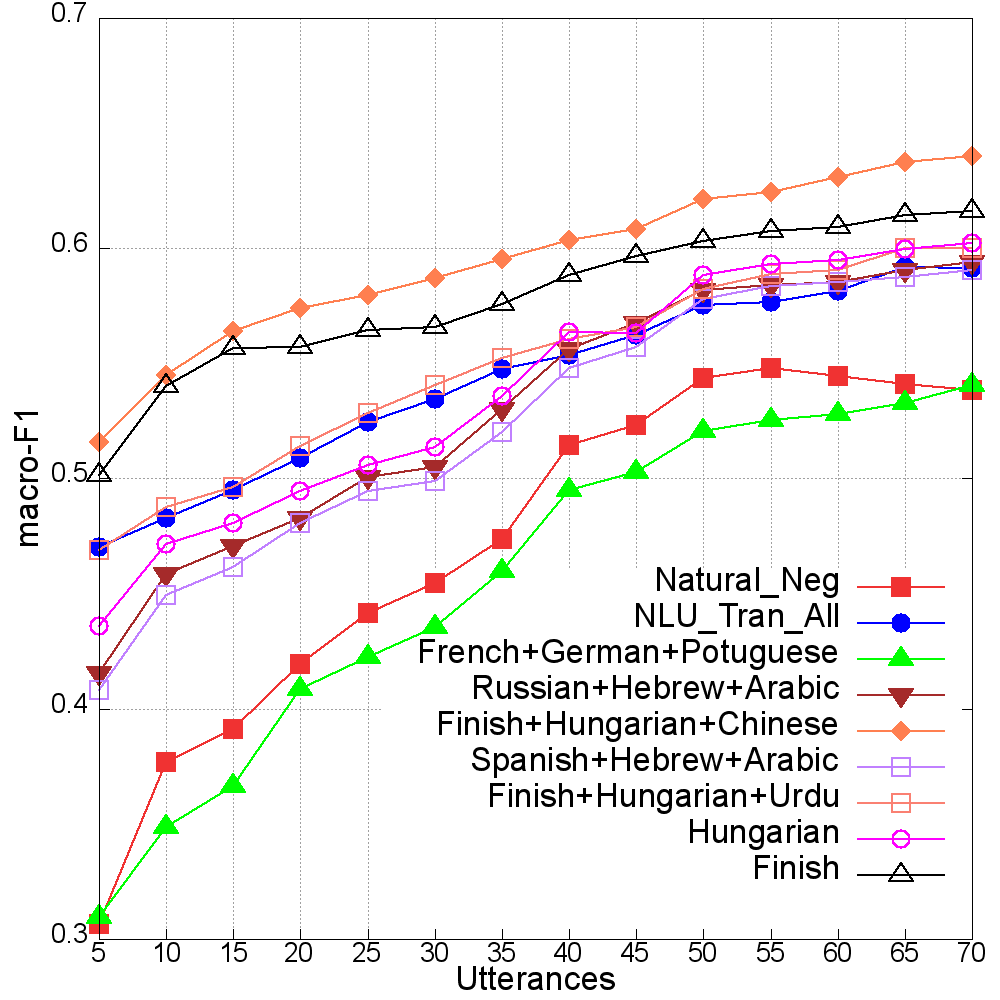 0.7
0.6
0.5
0.4
0.3
macro-F1
Natural_Neg
NLU_Tran_All
French+German+Potuguese
Russian+Hebrew+Arabic
Finish+Hungarian+Chinese
Spanish+Hebrew+Arabic
Finish+Hungarian+Urdu
Hungarian
Finish
5 10 15 20 25 30 35 40 45 50 55 60 65 70
Utterances